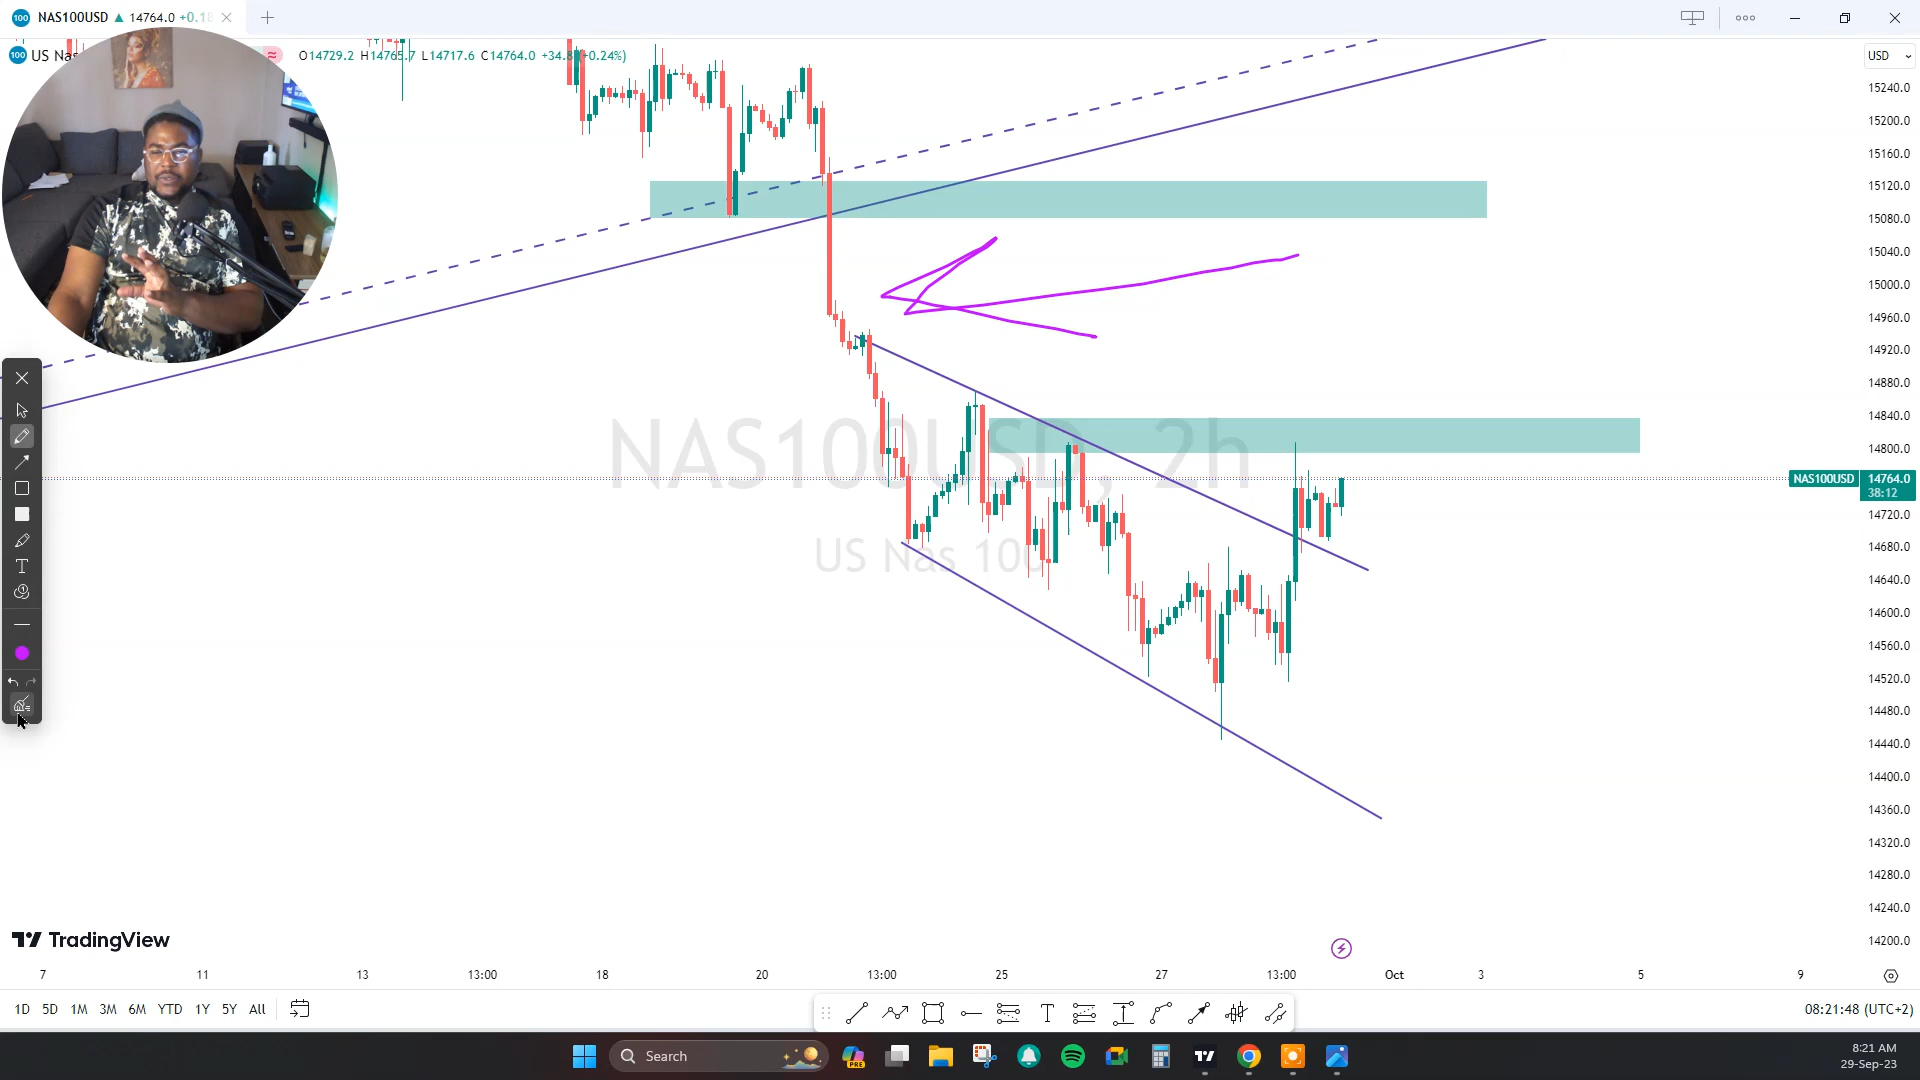 NAS100USD ▲ 14764.0 +0.18
100 US Nas
O14729.2 H14765.7 L14717.6 C14764.0 +34.8 +0.24%)
USD
15240.0
15200.0
15160.0
15120.0
15080.0
15040.0
15000.0
14960.0
14920.0
14880.0
14840.0
14800.0
NAS100USD 14764.0
38:12
14720.0
14680.0
14640.0
14600.0
14560.0
14520.0
14480.0
14440.0
14400.0
14360.0
14320.0
14280.0
14240.0
14200.0
NAS100USD, 2h
US Nas 100
TradingView
7 11 13 13:00 18 20 13:00 25 27 13:00 Oct 3 5 9
1D 5D 1M 3M 6M YTD 1Y 5Y All
08:21:48 (UTC+2)
Search
PRE
8:21 AM
29-Sep-23